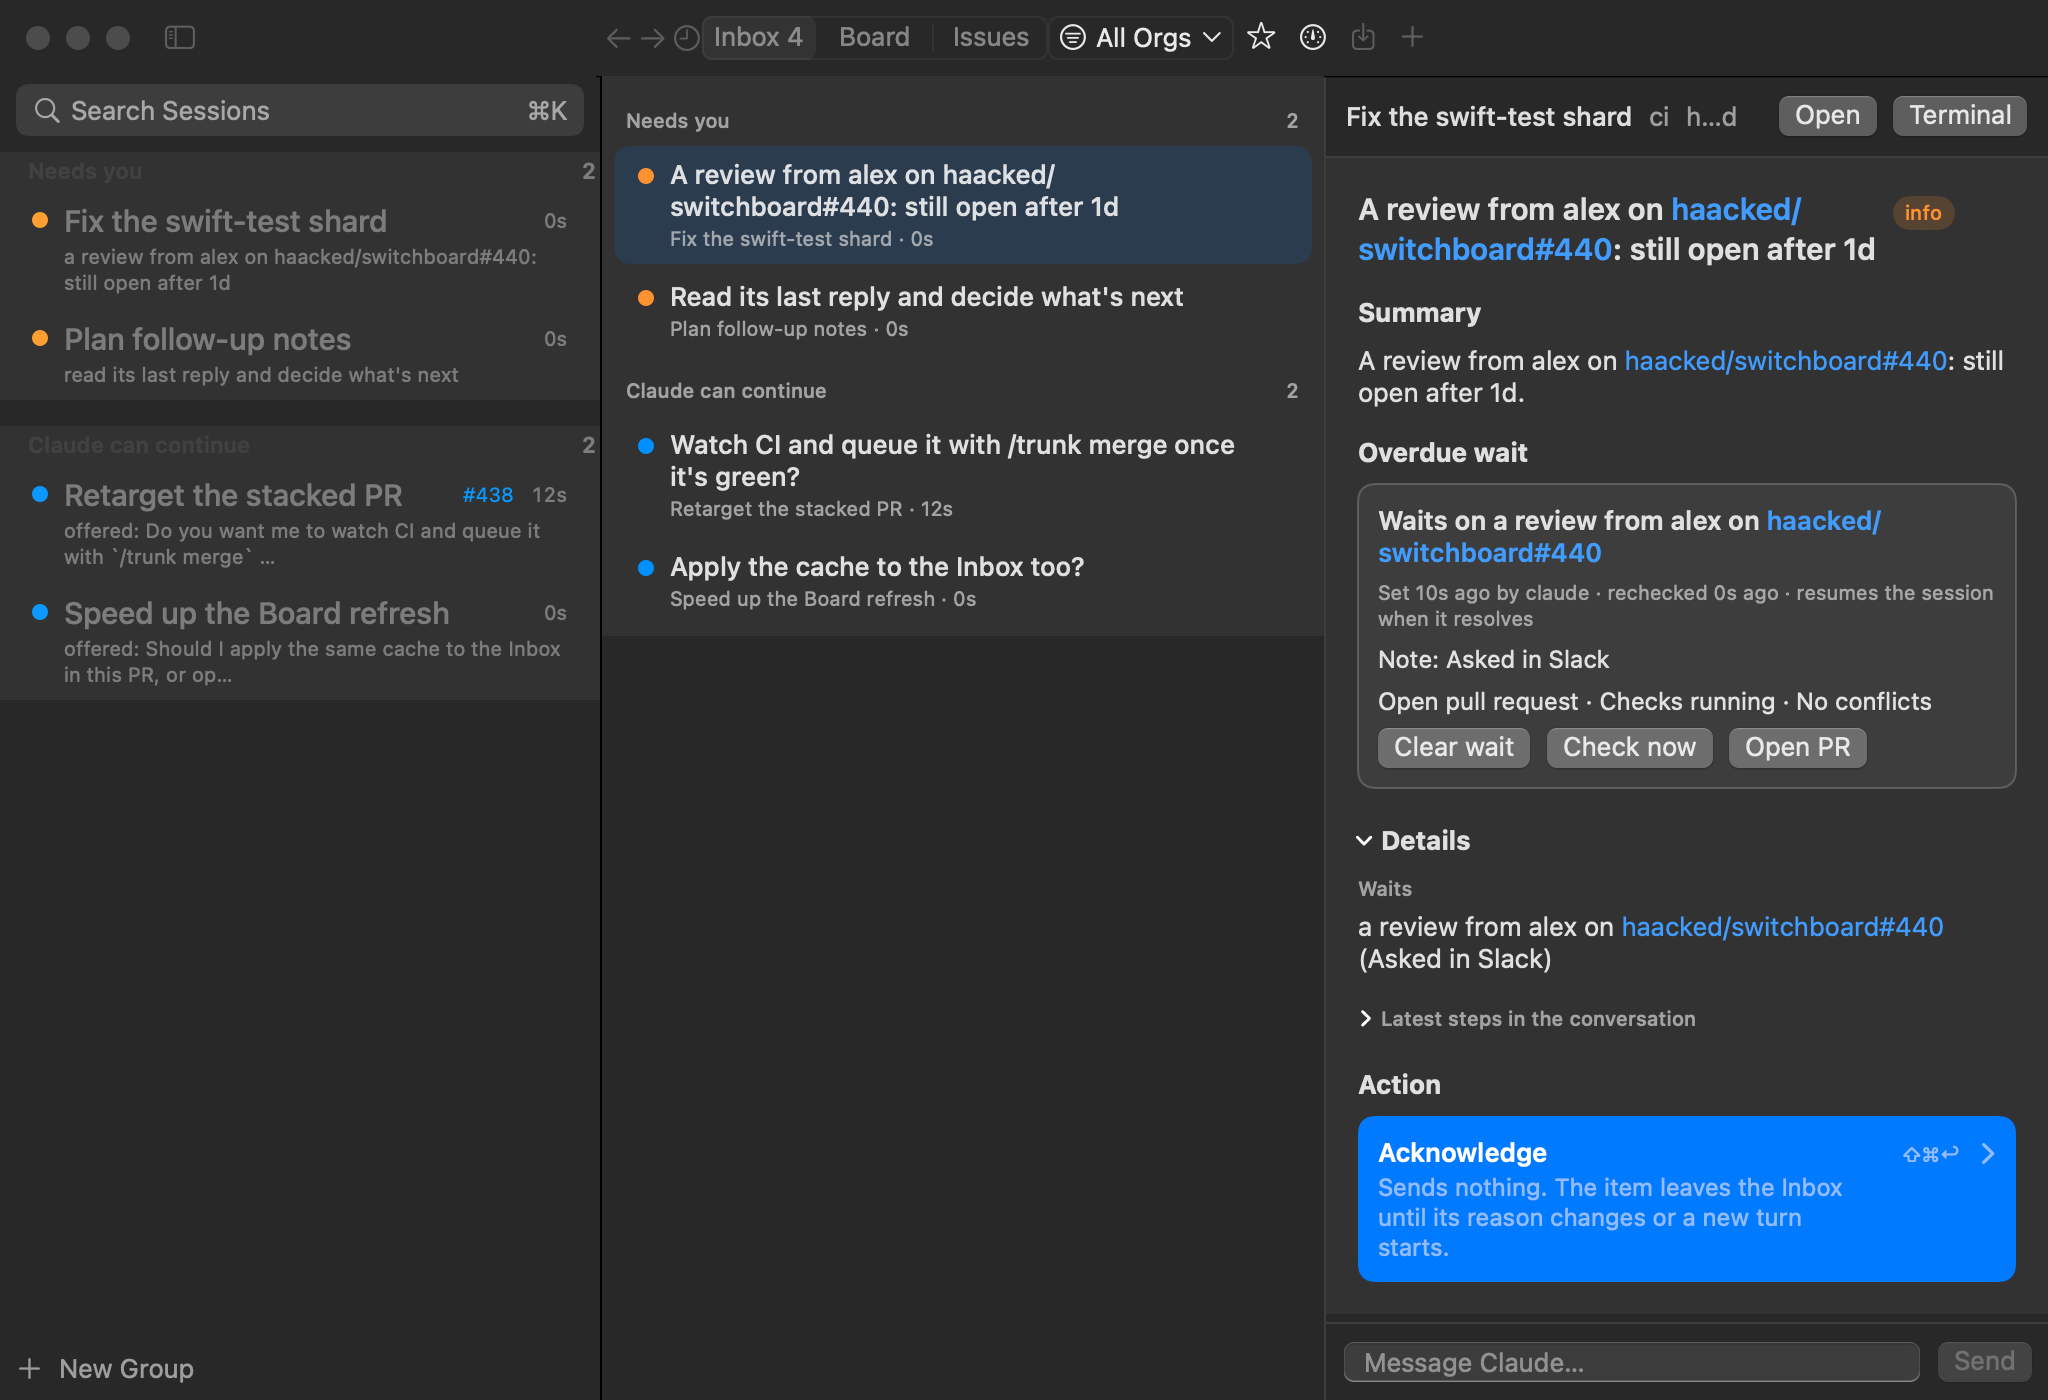 Inbox 4
Board
Issues
All Orgs
Search Sessions
⌘K
Needs you
2
Fix the swift-test shard
0s
a review from alex on haacked/switchboard#440:
still open after 1d
Plan follow-up notes
0s
read its last reply and decide what's next
Claude can continue
2
Retarget the stacked PR
#438
12s
offered: Do you want me to watch CI and queue it
with `/trunk merge` ...
Speed up the Board refresh
0s
offered: Should I apply the same cache to the Inbox
in this PR, or op...
New Group
Needs you
2
A review from alex on haacked/
switchboard#440: still open after 1d
Fix the swift-test shard · 0s
Read its last reply and decide what's next
Plan follow-up notes · 0s
Claude can continue
2
Watch CI and queue it with /trunk merge once
it's green?
Retarget the stacked PR · 12s
Apply the cache to the Inbox too?
Speed up the Board refresh · 0s
Fix the swift-test shard
ci
h...d
Open
Terminal
A review from alex on haacked/
switchboard#440: still open after 1d
info
Summary
A review from alex on haacked/switchboard#440: still
open after 1d.
Overdue wait
Waits on a review from alex on haacked/
switchboard#440
Set 10s ago by claude · rechecked 0s ago · resumes the session
when it resolves
Note: Asked in Slack
Open pull request · Checks running · No conflicts
Clear wait
Check now
Open PR
Details
Waits
a review from alex on haacked/switchboard#440
(Asked in Slack)
Latest steps in the conversation
Action
Acknowledge
⇧⌘↩
Sends nothing. The item leaves the Inbox
until its reason changes or a new turn
starts.
Message Claude...
Send